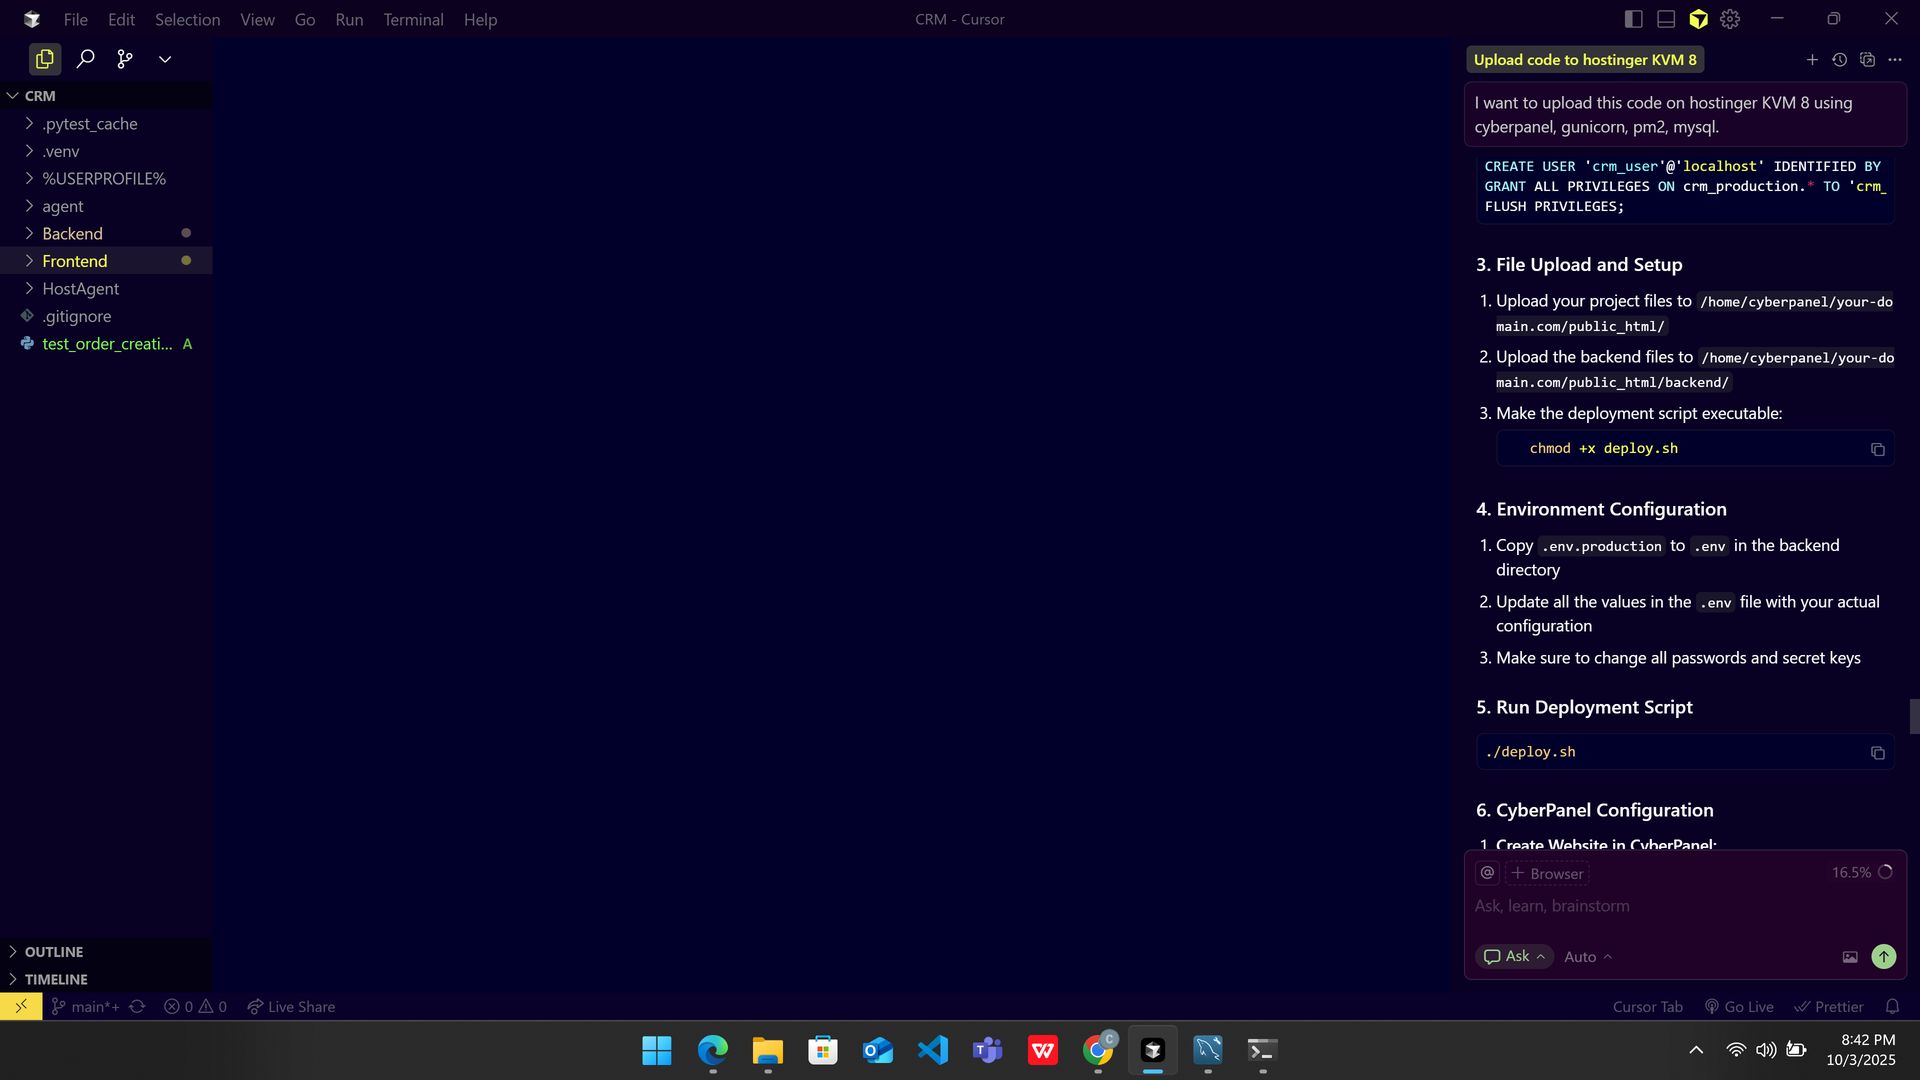 File Edit Selection View Go Run Terminal Help
CRM - Cursor
CRM
.pytest_cache
.venv
%USERPROFILE%
agent
Backend
Frontend
HostAgent
.gitignore
test_order_creati... A
OUTLINE
TIMELINE
Upload code to hostinger KVM 8
I want to upload this code on hostinger KVM 8 using
cyberpanel, gunicorn, pm2, mysql.
CREATE USER 'crm_user'@'localhost' IDENTIFIED BY
GRANT ALL PRIVILEGES ON crm_production.* TO 'crm_
FLUSH PRIVILEGES;
3. File Upload and Setup
1. Upload your project files to /home/cyberpanel/your-do
main.com/public_html/
2. Upload the backend files to /home/cyberpanel/your-do
main.com/public_html/backend/
3. Make the deployment script executable:
chmod +x deploy.sh
4. Environment Configuration
1. Copy .env.production to .env in the backend
directory
2. Update all the values in the .env file with your actual
configuration
3. Make sure to change all passwords and secret keys
5. Run Deployment Script
./deploy.sh
6. CyberPanel Configuration
1. Create Website in CyberPanel:
@ + Browser 16.5%
Ask, learn, brainstorm
Ask Auto
main*+ 0 0 Live Share
Cursor Tab Go Live Prettier
8:42 PM
10/3/2025